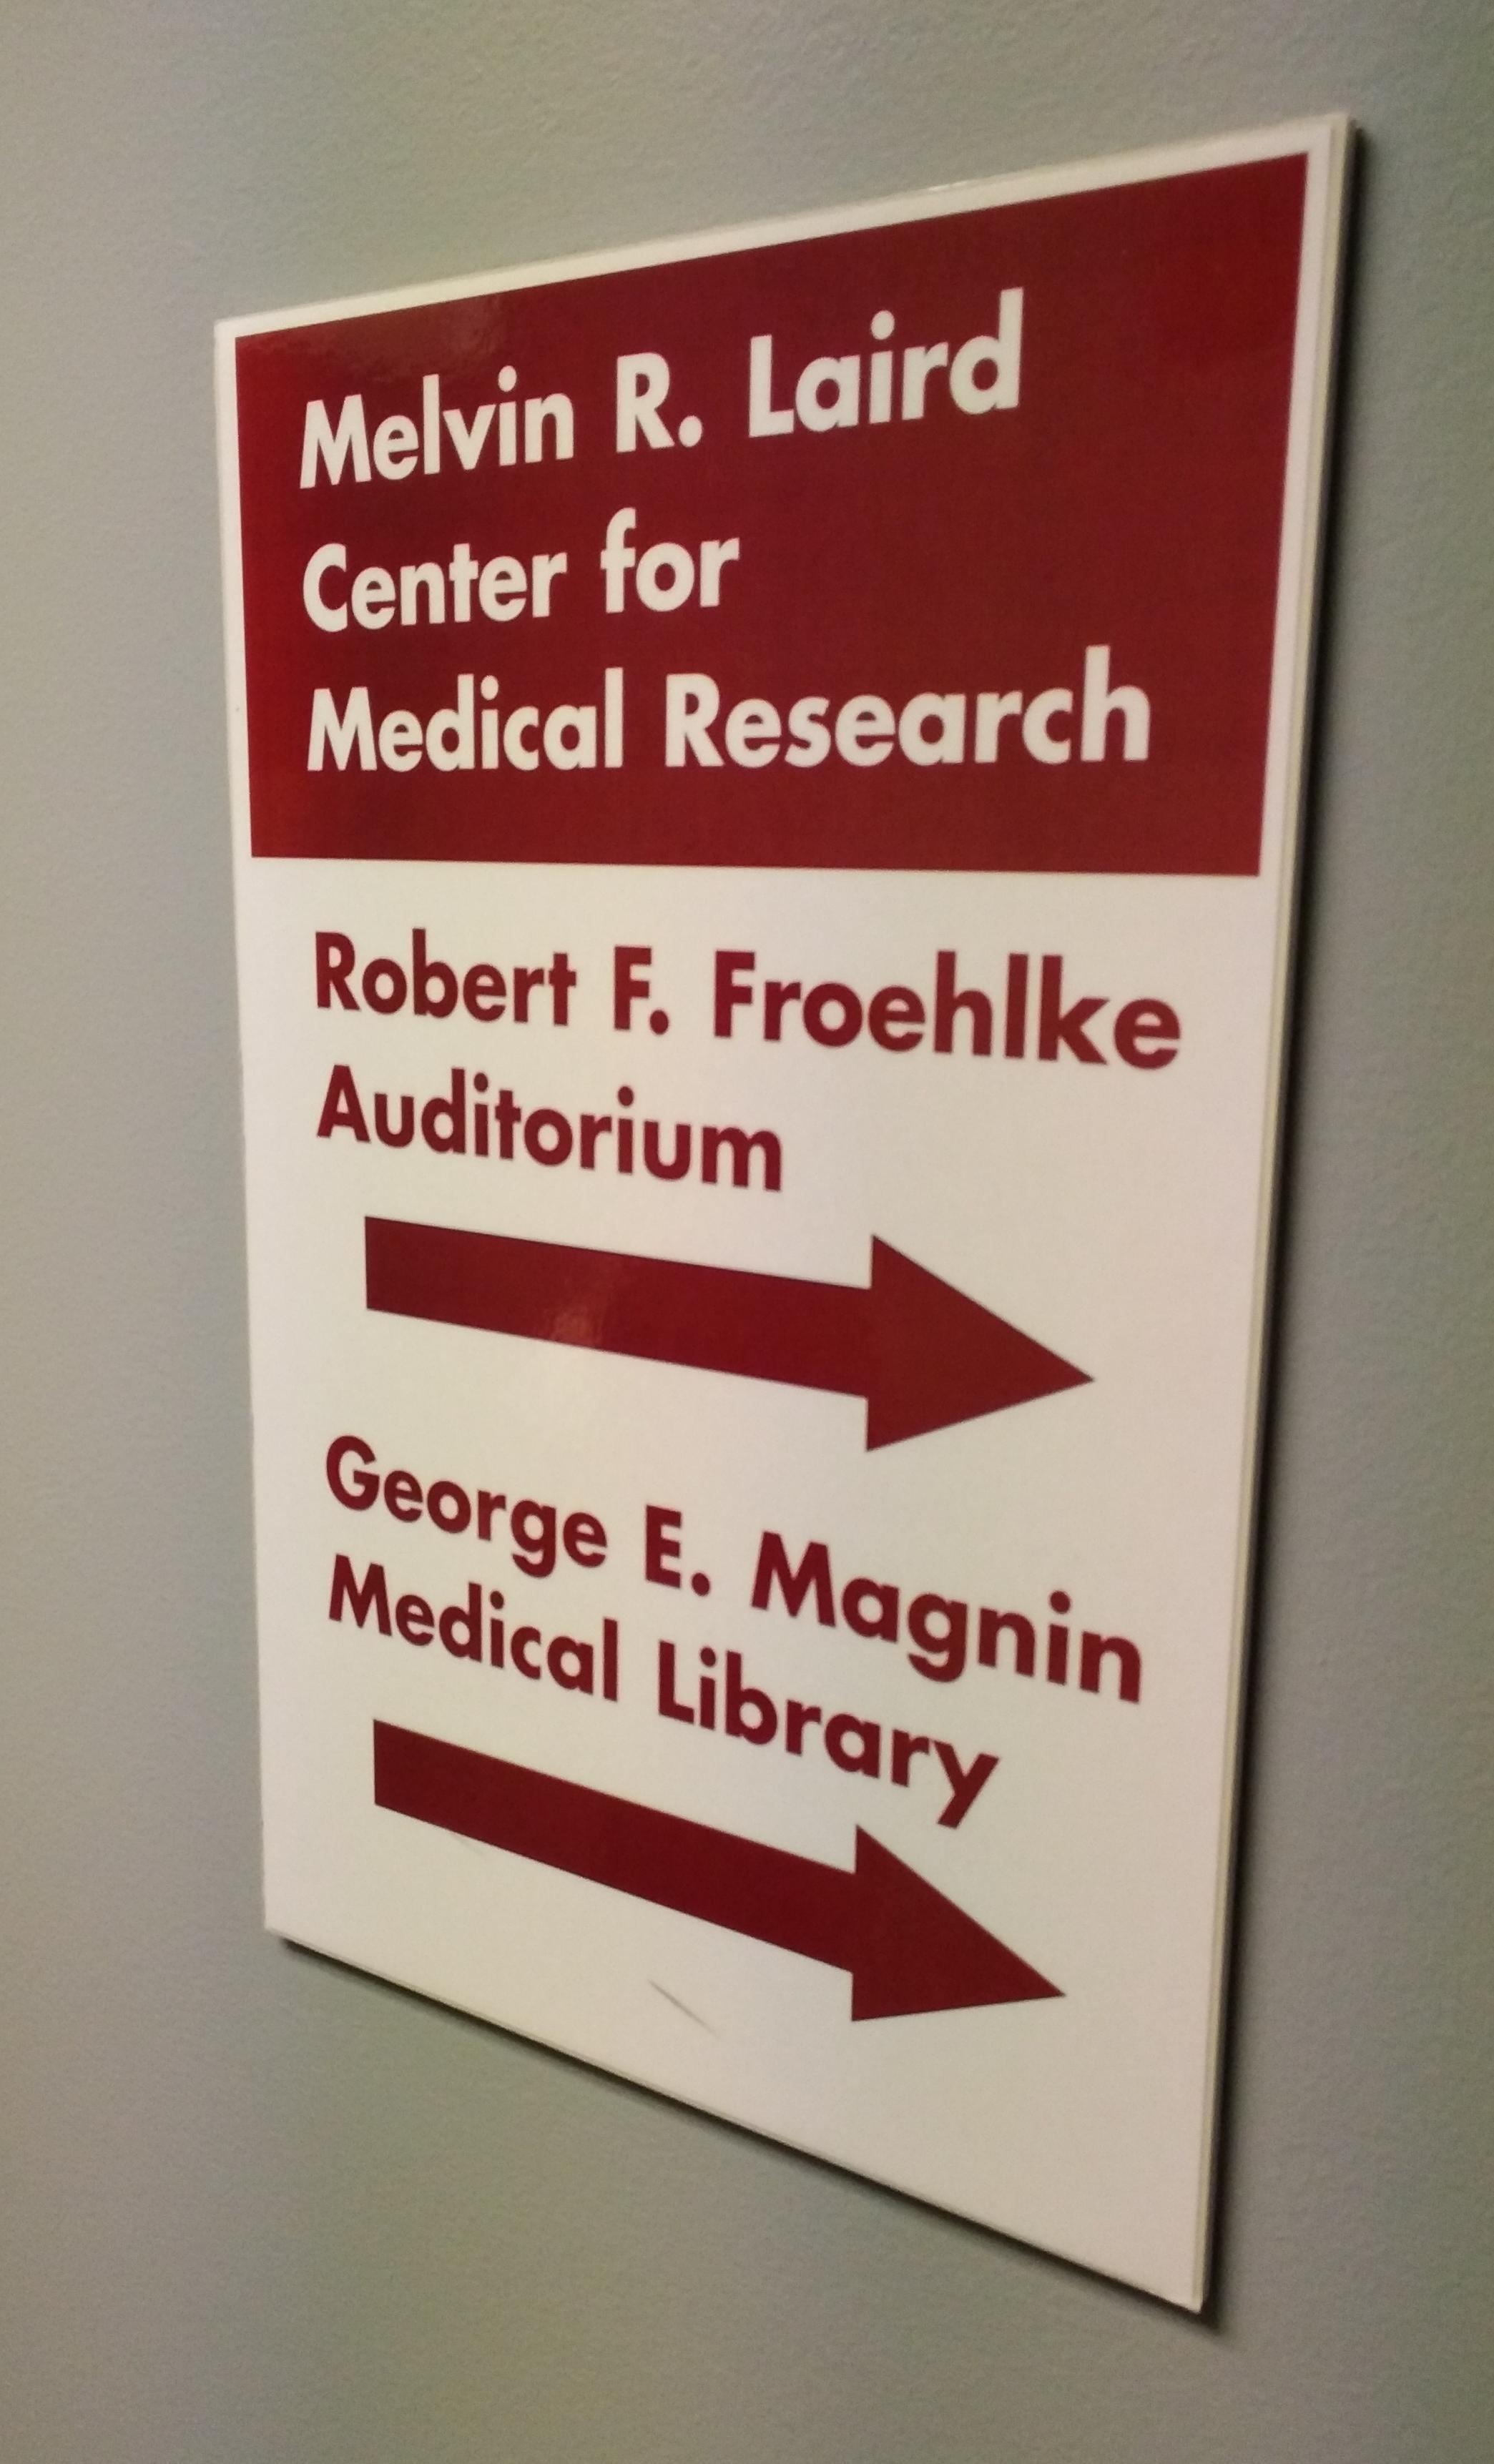 Melvin R. Laird
Center for
Medical Research
Robert F. Froehlke
Auditorium
George E. Magnin
Medical Library